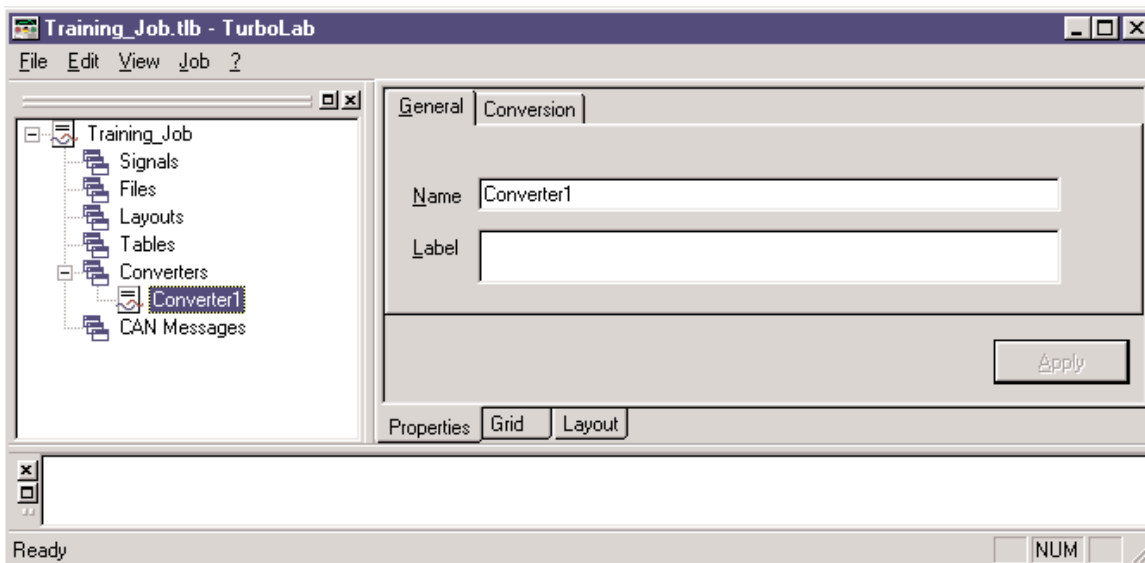 Training_Job.tlb - TurboLab
File Edit View Job ?
Training_Job
Signals
Files
Layouts
Tables
Converters
Converter1
CAN Messages
General Conversion
Name Converter1
Label
Apply
Properties Grid Layout
Ready NUM